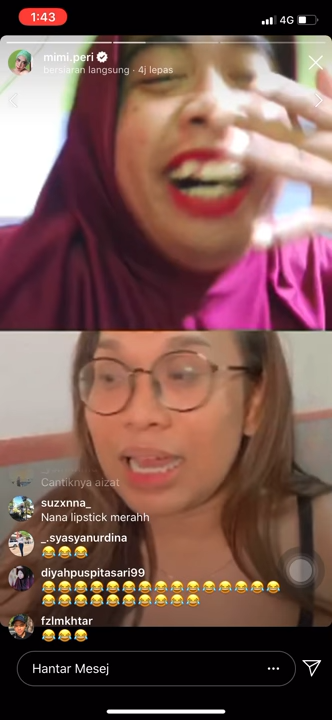 1:43
4G
mimi.peri
bersiaran langsung · 4j lepas
Cantiknya aizat
suzxnna_
Nana lipstick merahh
_.syasyanurdina
😂😂😂
diyahpuspitasari99
😂😂😂😂😂😂😂😂😂😂😂😂😂😂😂
😂😂😂😂😂😂😂😂😂😂
fzlmkhtar
😂😂😂
Hantar Mesej